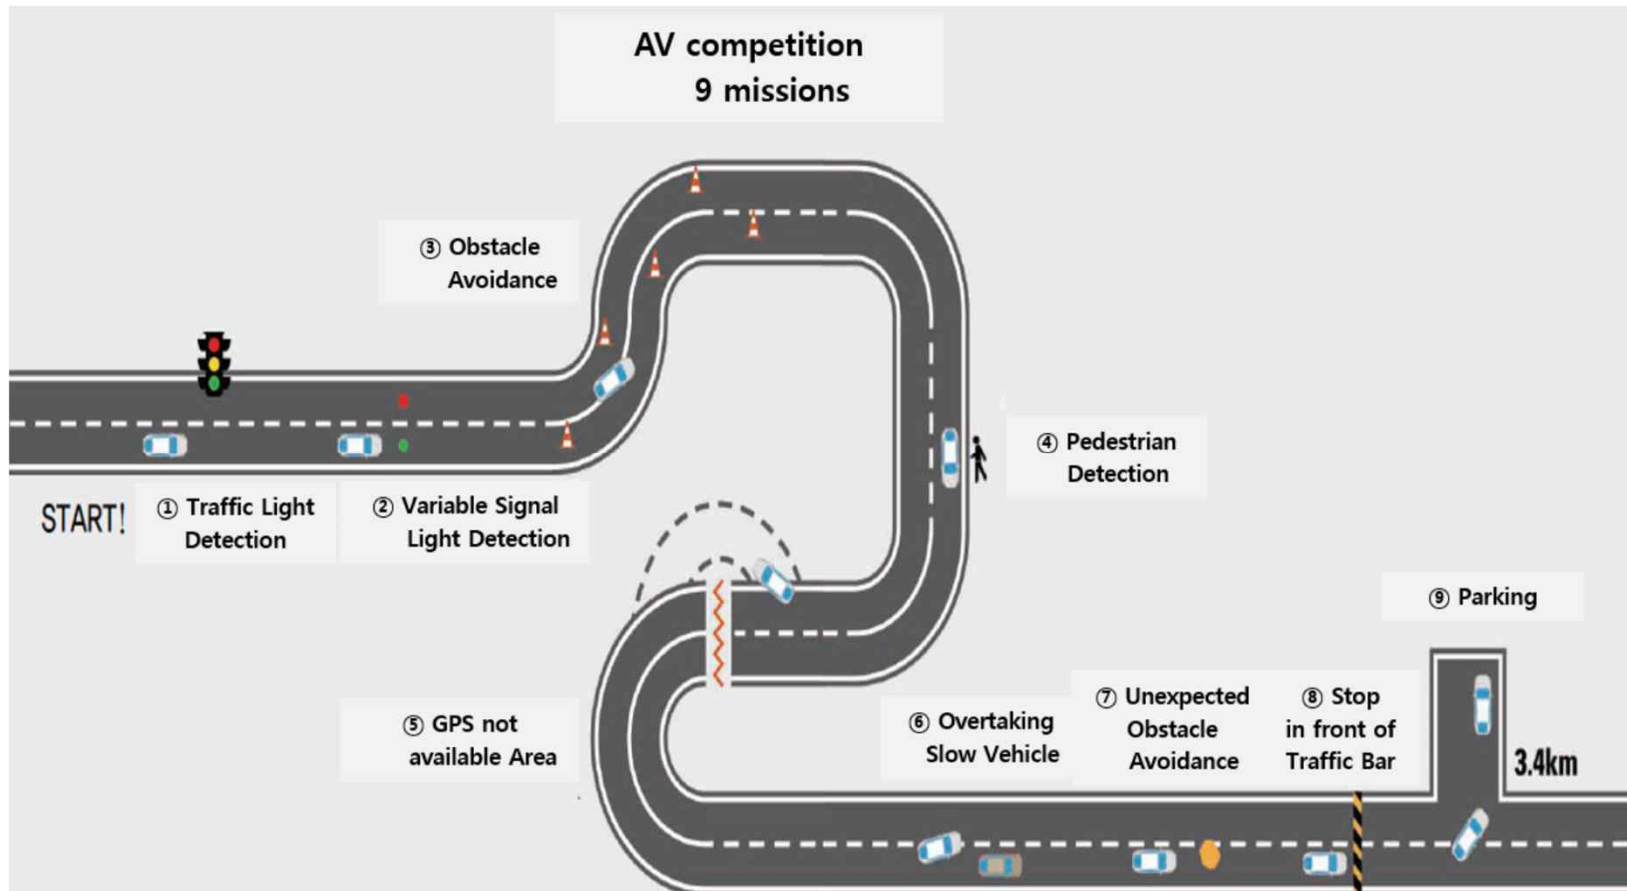 AV competition
9 missions
③ Obstacle
Avoidance
START!
① Traffic Light
Detection
② Variable Signal
Light Detection
④ Pedestrian
Detection
⑤ GPS not
available Area
⑥ Overtaking
Slow Vehicle
⑦ Unexpected
Obstacle
Avoidance
⑧ Stop
in front of
Traffic Bar
⑨ Parking
3.4km